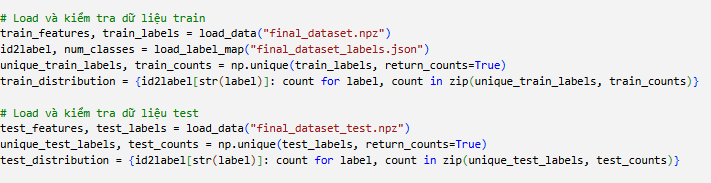 # Load và kiểm tra dữ liệu train
train_features, train_labels = load_data("final_dataset.npz")
id2label, num_classes = load_label_map("final_dataset_labels.json")
unique_train_labels, train_counts = np.unique(train_labels, return_counts=True)
train_distribution = {id2label[str(label)]: count for label, count in zip(unique_train_labels, train_counts)}
# Load và kiểm tra dữ liệu test
test_features, test_labels = load_data("final_dataset_test.npz")
unique_test_labels, test_counts = np.unique(test_labels, return_counts=True)
test_distribution = {id2label[str(label)]: count for label, count in zip(unique_test_labels, test_counts)}